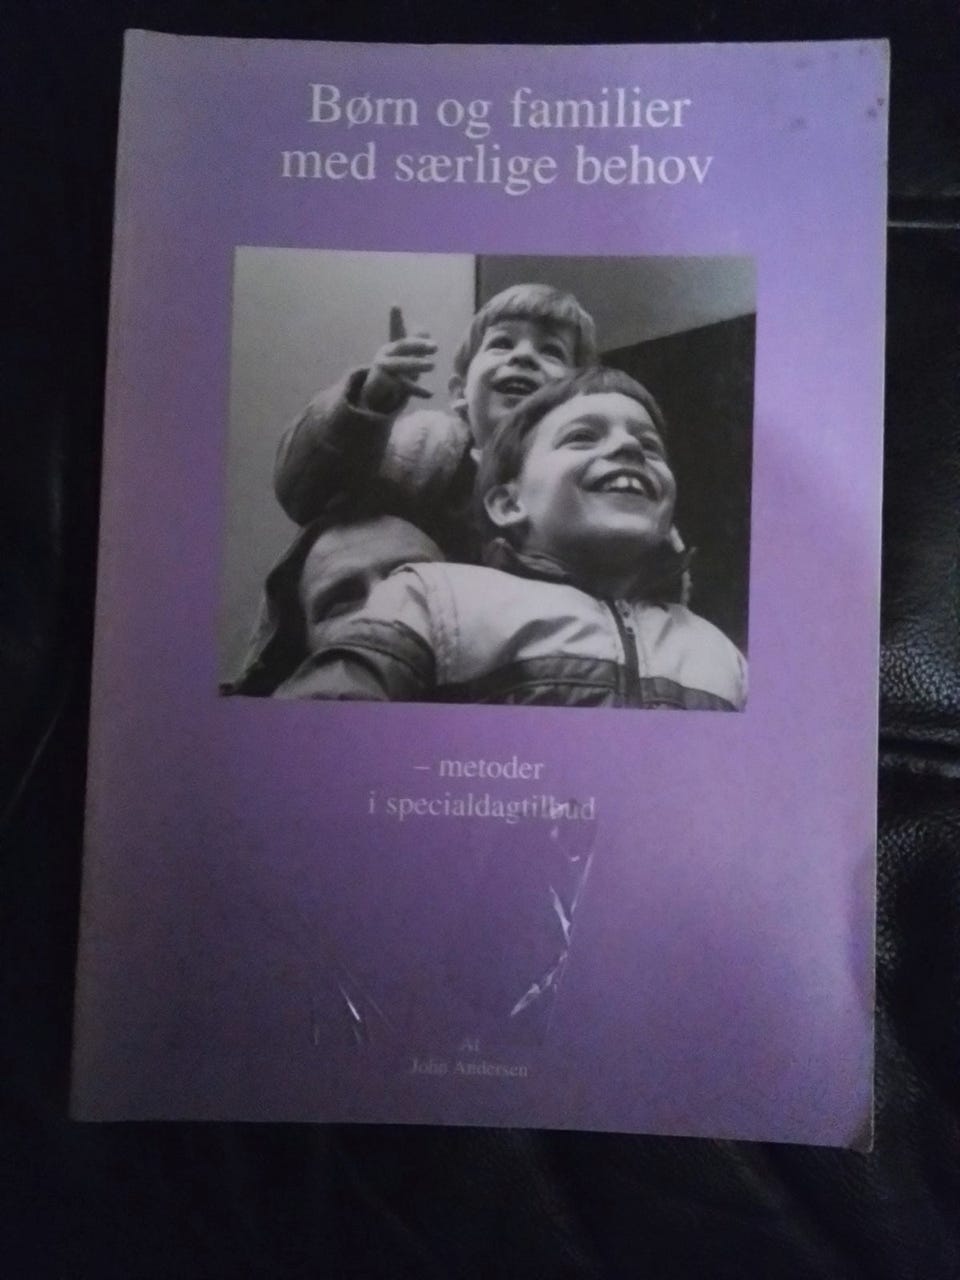 Børn og familier
med særlige behov
– metoder
i specialdagtilbud
Af
John Andersen